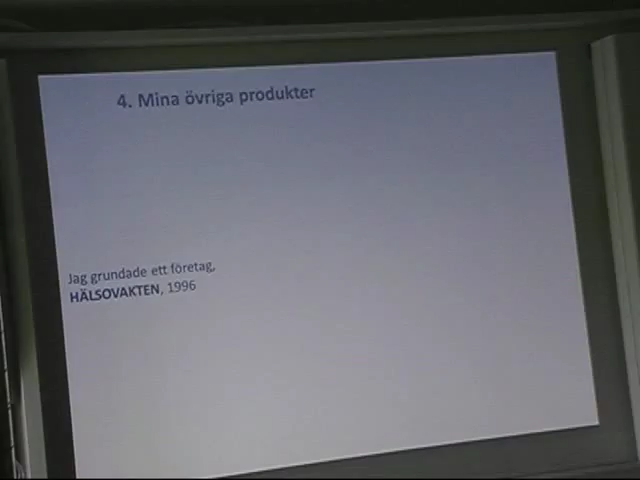 4. Mina övriga produkter
Jag grundade ett företag,
HÄLSOVAKTEN, 1996